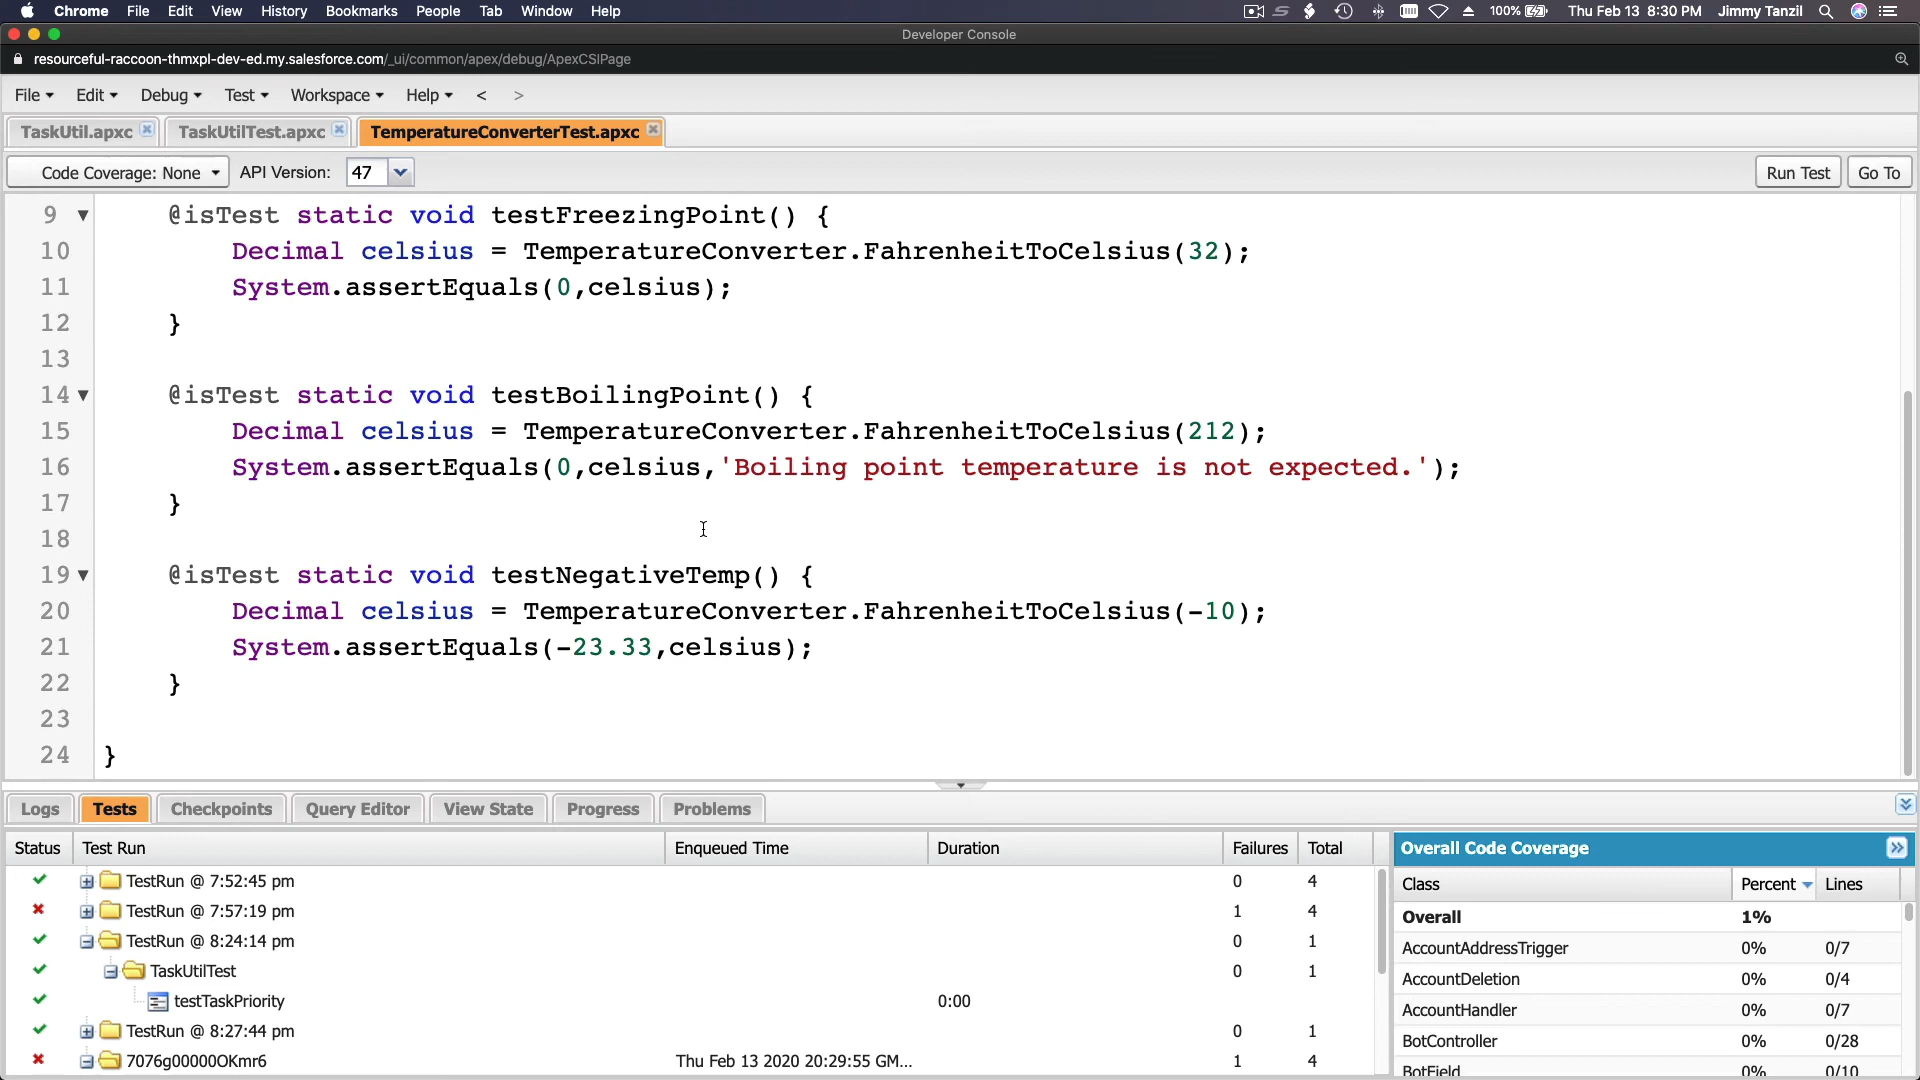 Chrome File Edit View History Bookmarks People Tab Window Help 100% Thu Feb 13 8:30 PM Jimmy Tanzil
Developer Console
resourceful-raccoon-thmxpl-dev-ed.my.salesforce.com/_ui/common/apex/debug/ApexCSIPage
File Edit Debug Test Workspace Help < >
TaskUtil.apxc TaskUtilTest.apxc TemperatureConverterTest.apxc
Code Coverage: None API Version: 47 Run Test Go To
9 @isTest static void testFreezingPoint() {
10 Decimal celsius = TemperatureConverter.FahrenheitToCelsius(32);
11 System.assertEquals(0,celsius);
12 }
13
14 @isTest static void testBoilingPoint() {
15 Decimal celsius = TemperatureConverter.FahrenheitToCelsius(212);
16 System.assertEquals(0,celsius,'Boiling point temperature is not expected.');
17 }
18
19 @isTest static void testNegativeTemp() {
20 Decimal celsius = TemperatureConverter.FahrenheitToCelsius(-10);
21 System.assertEquals(-23.33,celsius);
22 }
23
24 }
Logs Tests Checkpoints Query Editor View State Progress Problems
Status Test Run Enqueued Time Duration Failures Total
TestRun @ 7:52:45 pm 0 4
TestRun @ 7:57:19 pm 1 4
TestRun @ 8:24:14 pm 0 1
TaskUtilTest 0 1
testTaskPriority 0:00
TestRun @ 8:27:44 pm 0 1
7076g00000OKmr6 Thu Feb 13 2020 20:29:55 GM... 1 4
Overall Code Coverage
Class Percent Lines
Overall 1%
AccountAddressTrigger 0% 0/7
AccountDeletion 0% 0/4
AccountHandler 0% 0/7
BotController 0% 0/28
BotField 0% 0/10